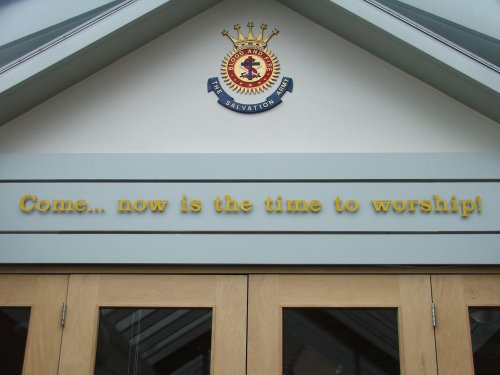 BLOOD AND FIRE
THE SALVATION ARMY
Come... now is the time to worship!